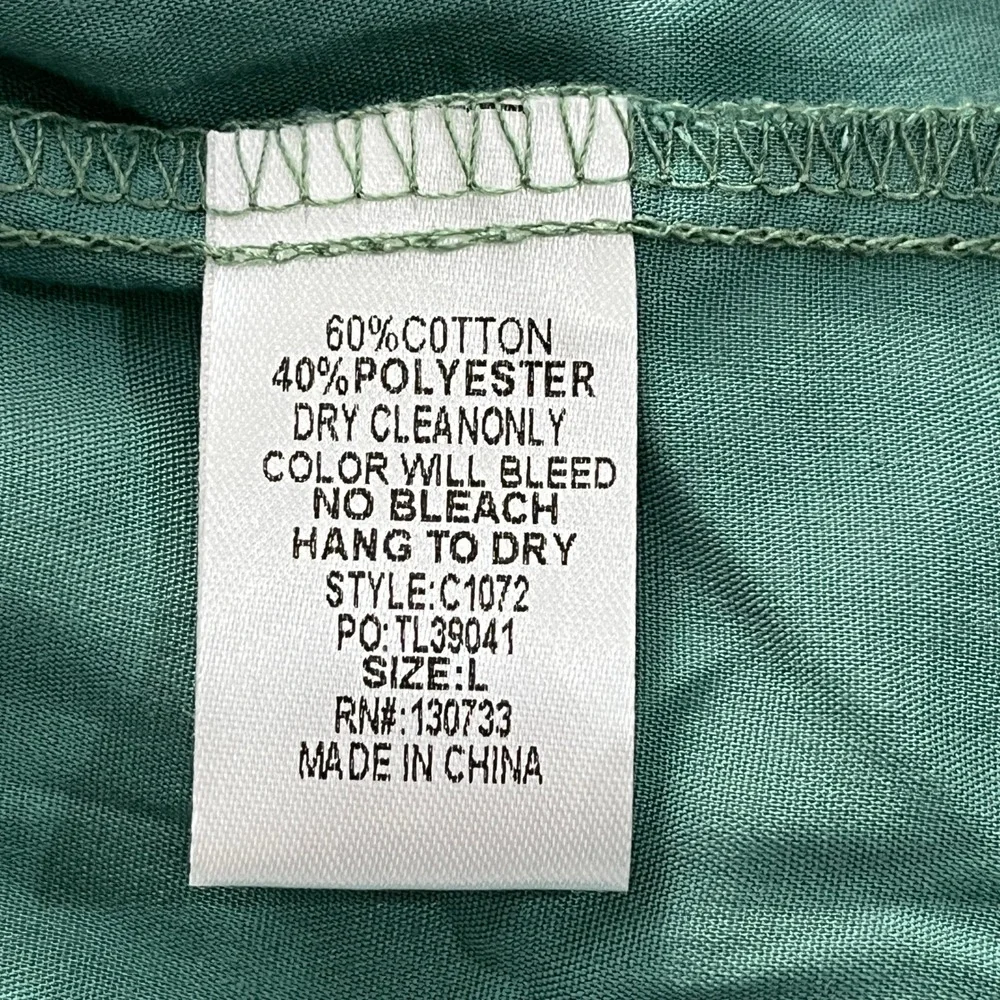 60%COTTON
40%POLYESTER
DRY CLEANONLY
COLOR WILL BLEED
NO BLEACH
HANG TO DRY
STYLE:C1072
PO:TL39041
SIZE:L
RN#:130733
MADE IN CHINA